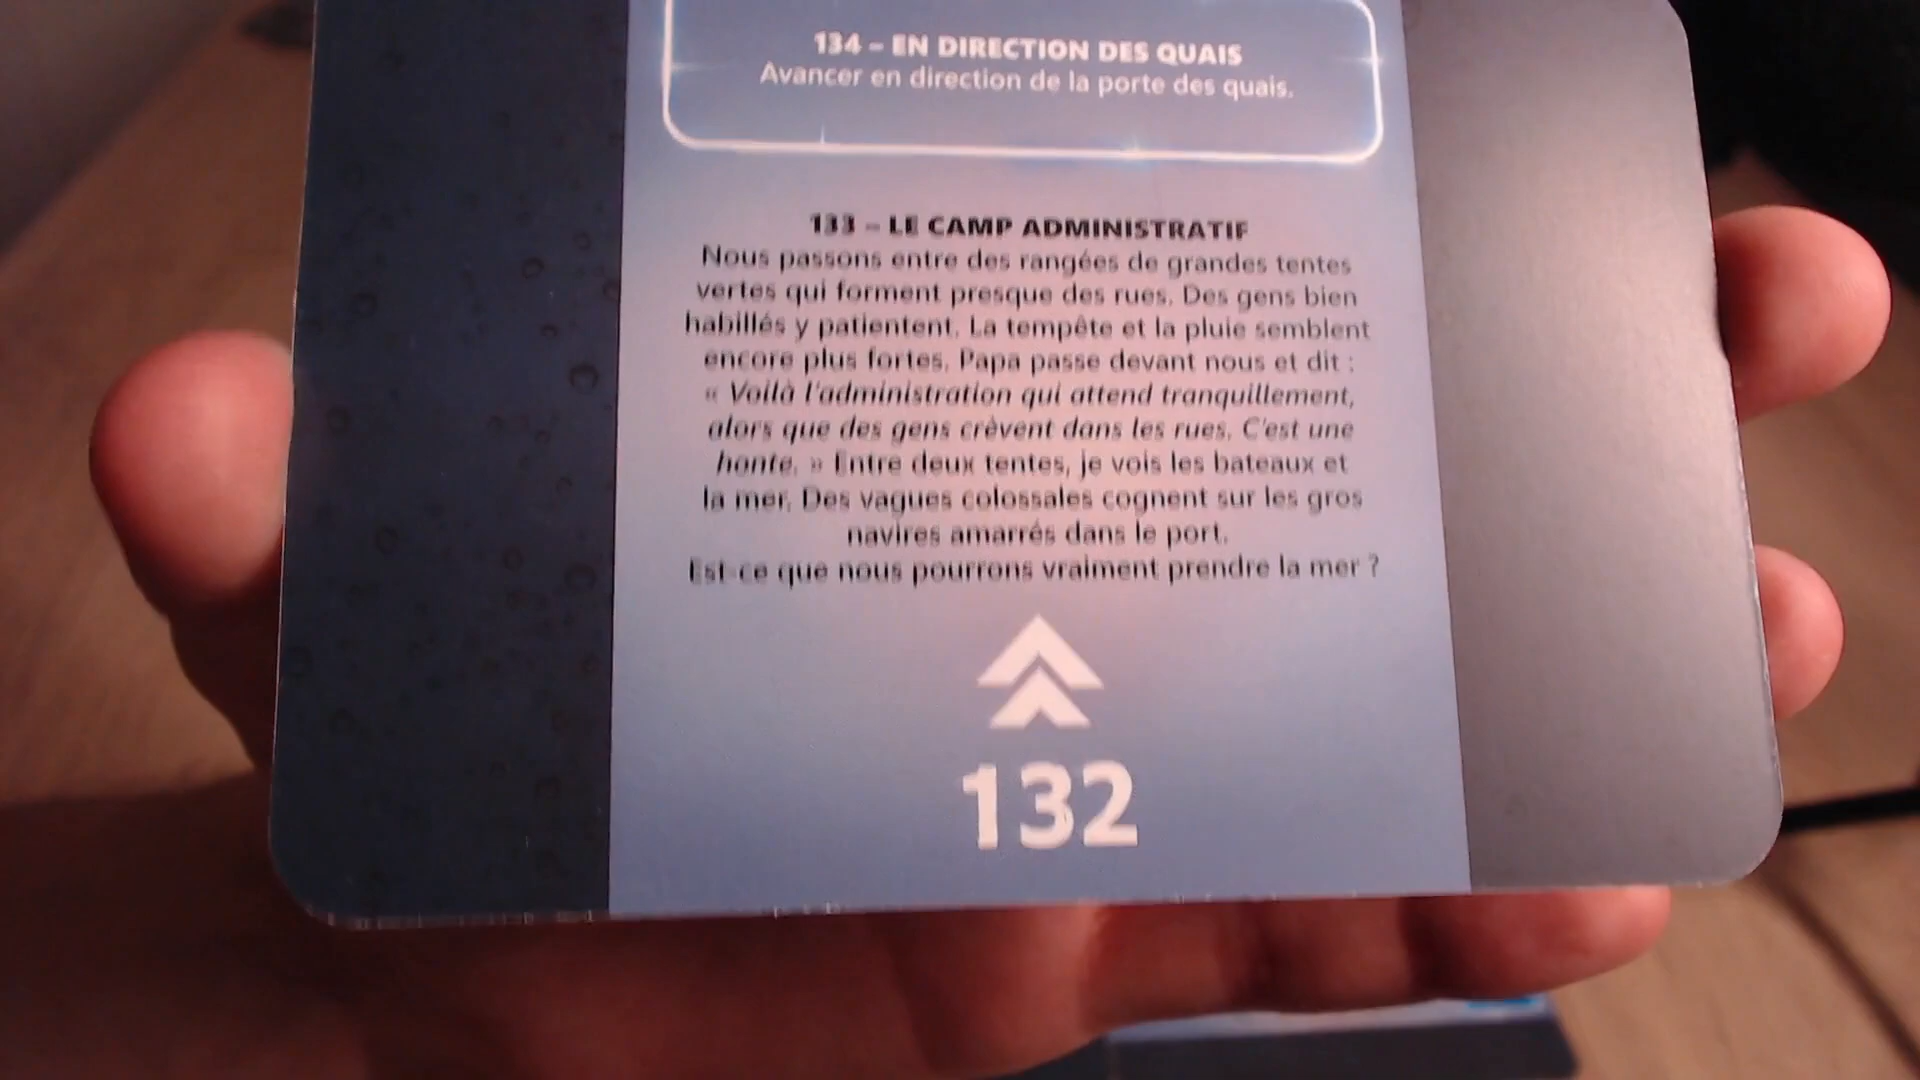 134 – EN DIRECTION DES QUAIS
Avancer en direction de la porte des quais.
133 – LE CAMP ADMINISTRATIF
Nous passons entre des rangées de grandes tentes
vertes qui forment presque des rues. Des gens bien
habillés y patientent. La tempête et la pluie semblent
encore plus fortes. Papa passe devant nous et dit :
« Voilà l'administration qui attend tranquillement,
alors que des gens crèvent dans les rues. C'est une
honte. » Entre deux tentes, je vois les bateaux et
la mer. Des vagues colossales cognent sur les gros
navires amarrés dans le port.
Est-ce que nous pourrons vraiment prendre la mer ?
132